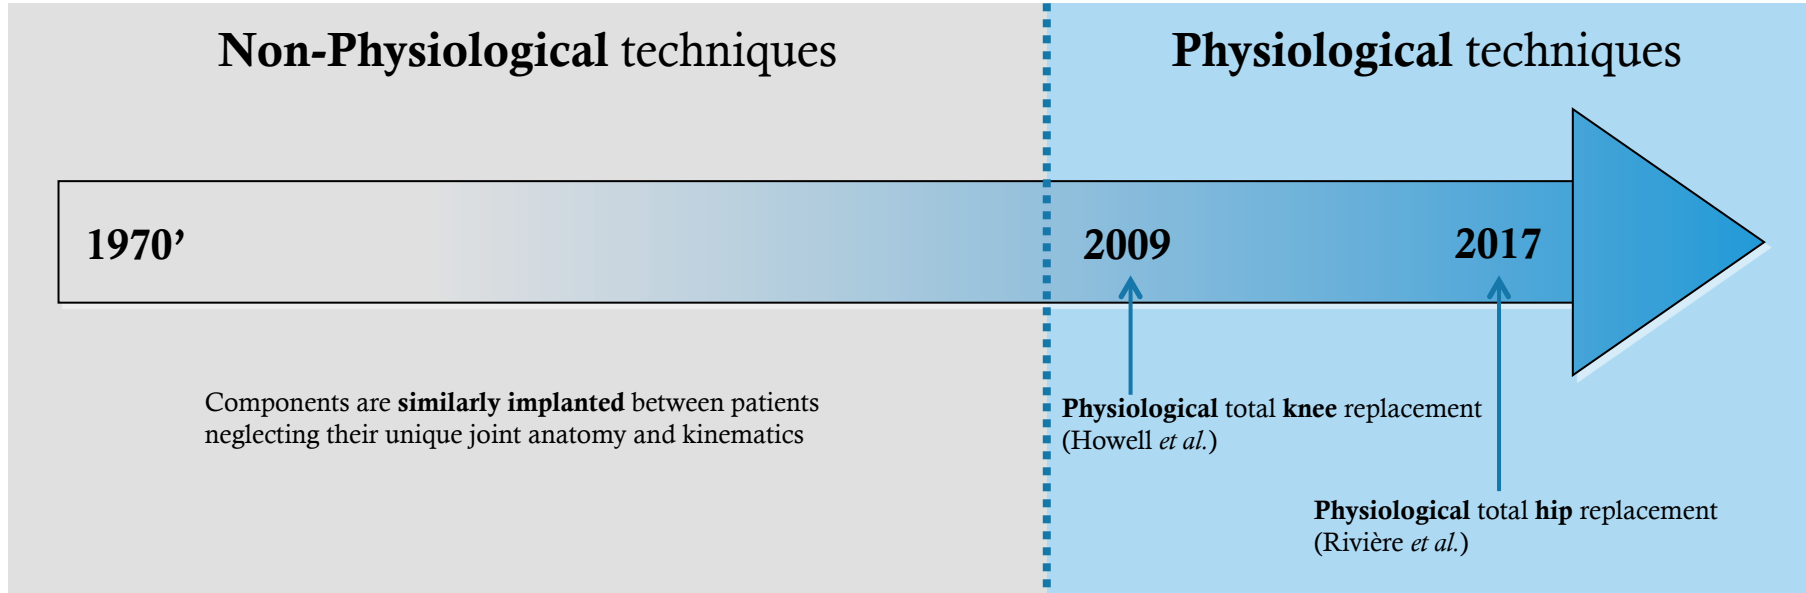 Non-Physiological techniques
Physiological techniques
1970’
2009
2017
Components are similarly implanted between patients
neglecting their unique joint anatomy and kinematics
Physiological total knee replacement
(Howell et al.)
Physiological total hip replacement
(Rivière et al.)